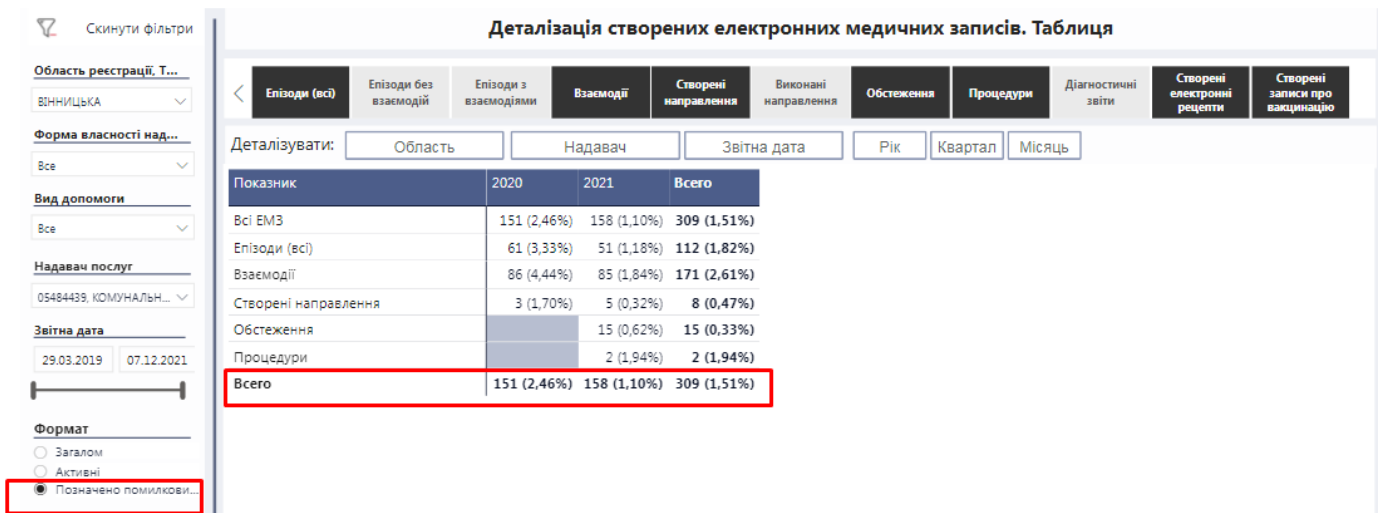 Скинути фільтри
Область реєстрації, Т...
ВІННИЦЬКА
Форма власності над...
Все
Вид допомоги
Все
Надавач послуг
05484439, КОМУНАЛЬН...
Звітна дата
29.03.2019 07.12.2021
Формат
Загалом
Активні
Позначено помилкови...
Деталізація створених електронних медичних записів. Таблиця
Епізоди (всі)
Епізоди без
взаємодій
Епізоди з
взаємодіями
Взаємодії
Створені
направлення
Виконані
направлення
Обстеження
Процедури
Діагностичні
звіти
Створені
електронні
рецепти
Створені
записи про
вакцинацію
Деталізувати: Область Надавач Звітна дата Рік Квартал Місяць
Показник 2020 2021 Всего
Всі ЕМЗ 151 (2,46%) 158 (1,10%) 309 (1,51%)
Епізоди (всі) 61 (3,33%) 51 (1,18%) 112 (1,82%)
Взаємодії 86 (4,44%) 85 (1,84%) 171 (2,61%)
Створені направлення 3 (1,70%) 5 (0,32%) 8 (0,47%)
Обстеження 15 (0,62%) 15 (0,33%)
Процедури 2 (1,94%) 2 (1,94%)
Всего 151 (2,46%) 158 (1,10%) 309 (1,51%)